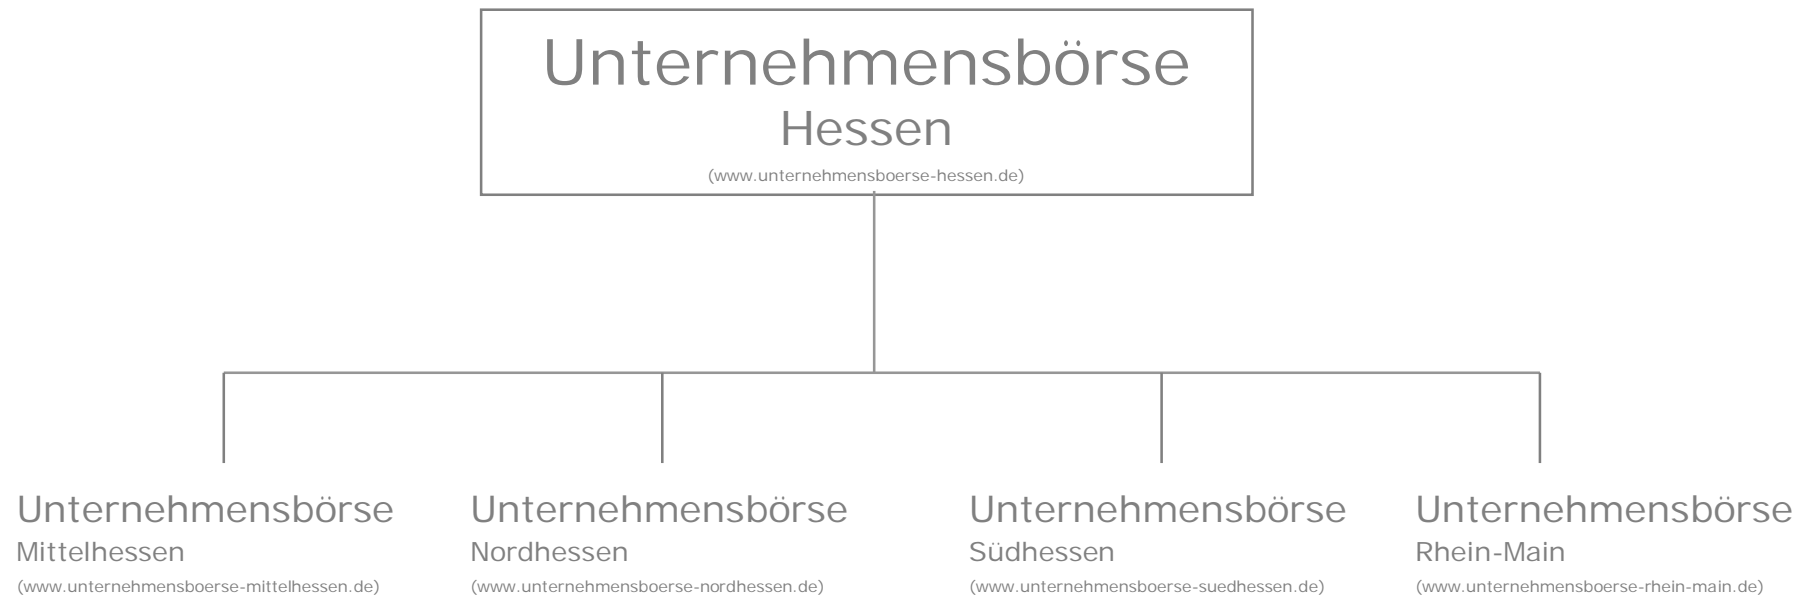 Unternehmensbörse
Hessen
(www.unternehmensboerse-hessen.de)
Unternehmensbörse
Mittelhessen
(www.unternehmensboerse-mittelhessen.de)
Unternehmensbörse
Nordhessen
(www.unternehmensboerse-nordhessen.de)
Unternehmensbörse
Südhessen
(www.unternehmensboerse-suedhessen.de)
Unternehmensbörse
Rhein-Main
(www.unternehmensboerse-rhein-main.de)